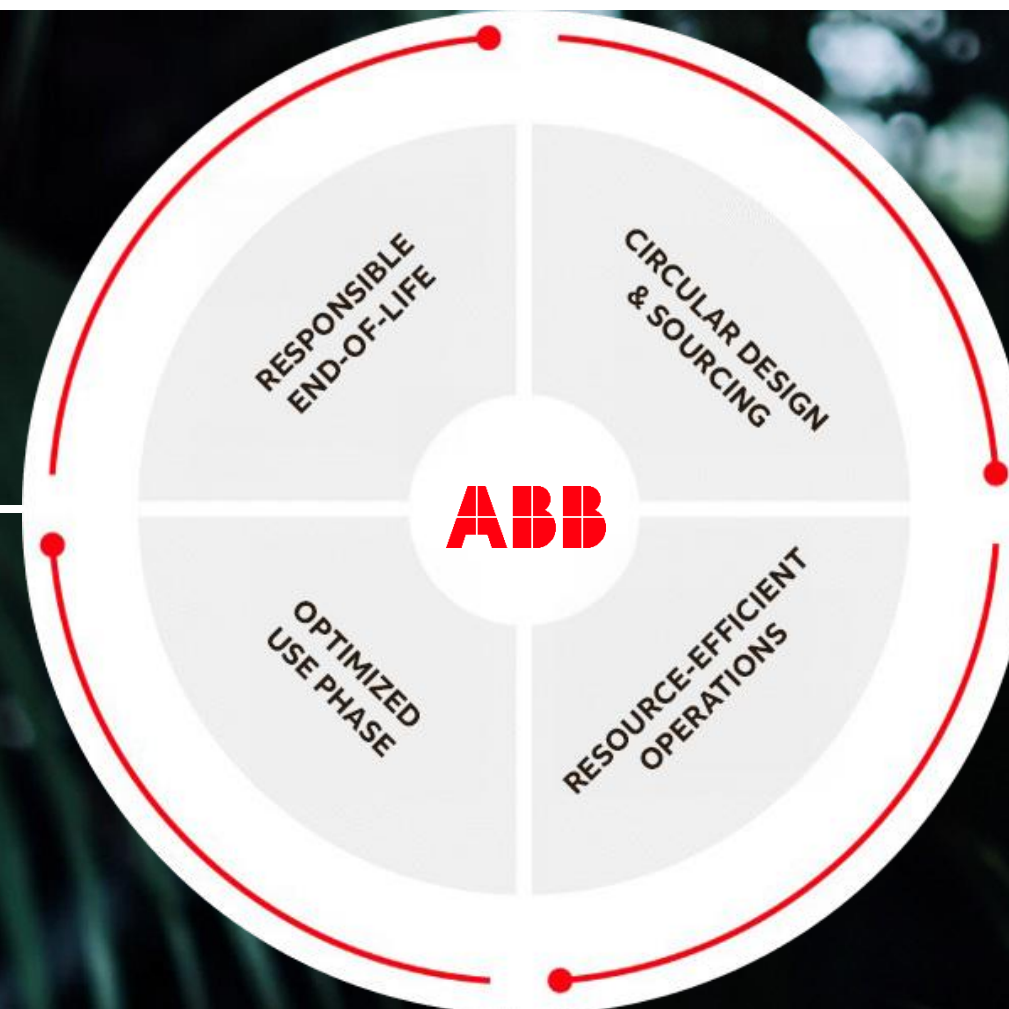 RESPONSIBLE
END-OF-LIFE
CIRCULAR DESIGN
& SOURCING
ABB
OPTIMIZED
USE PHASE
RESOURCE-EFFICIENT
OPERATIONS